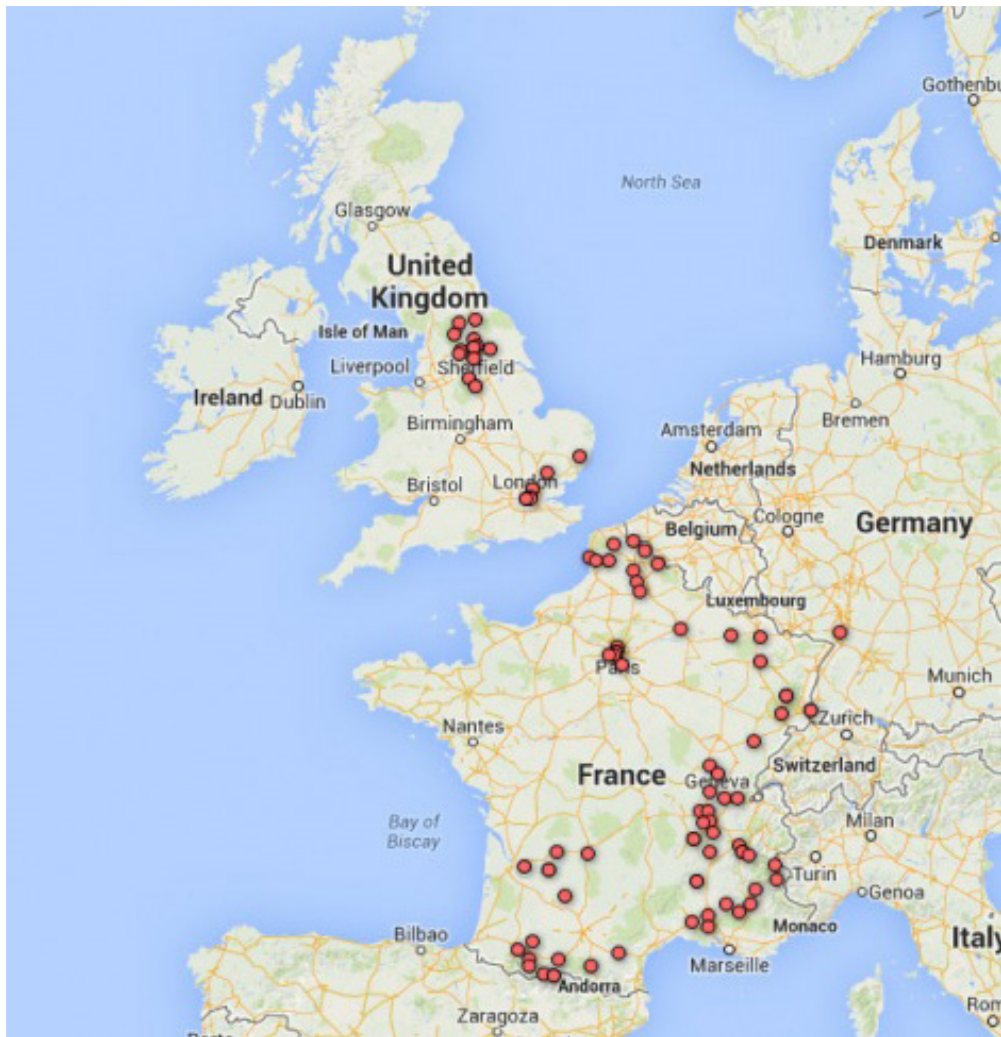 Gothenbu
North Sea
Glasgow
Denmark
United
Kingdom
Isle of Man
Hamburg
Liverpool
Sheffield
Ireland
Dublin
Bremen
Birmingham
Amsterdam
Netherlands
London
Bristol
Cologne
Belgium
Germany
Luxembourg
Paris
Munich
Nantes
Zurich
France
Switzerland
Geneva
Bay of
Biscay
Milan
Turin
Genoa
Monaco
Bilbao
Italy
Marseille
Andorra
Zaragoza
Rom